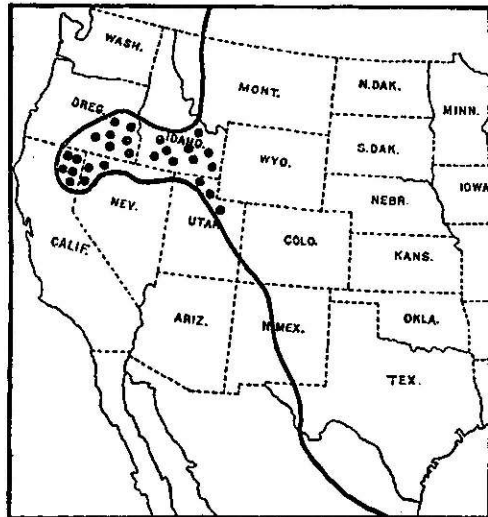 WASH.
MONT.
N.DAK.
MINN.
OREG.
IDAHO.
S.DAK.
WYO.
IOWA
NEBR.
NEV.
UTAH
COLO.
KANS.
CALIF.
ARIZ.
N.MEX.
OKLA.
TEX.